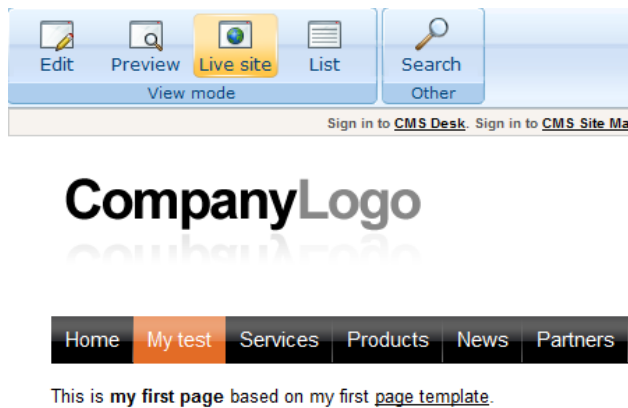 Edit Preview Live site List Search
View mode Other
Sign in to CMS Desk. Sign in to CMS Site
CompanyLogo
Home My test Services Products News Partners
This is my first page based on my first page template.